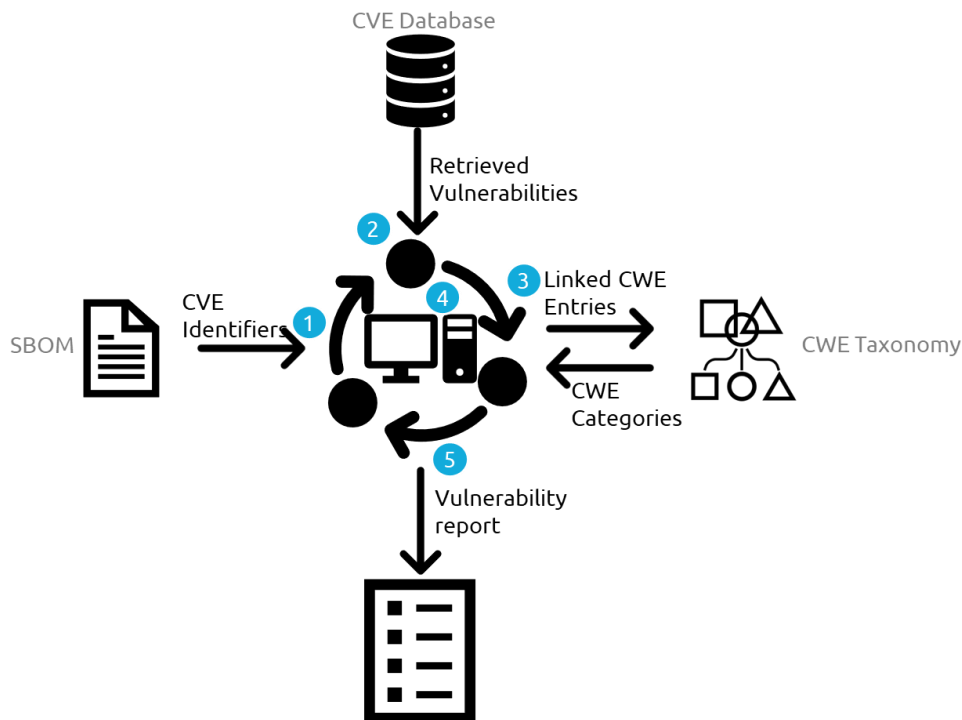 CVE Database
Retrieved
Vulnerabilities
2
3
Linked CWE
Entries
4
CVE
Identifiers
1
SBOM
CWE Taxonomy
CWE
Categories
5
Vulnerability
report